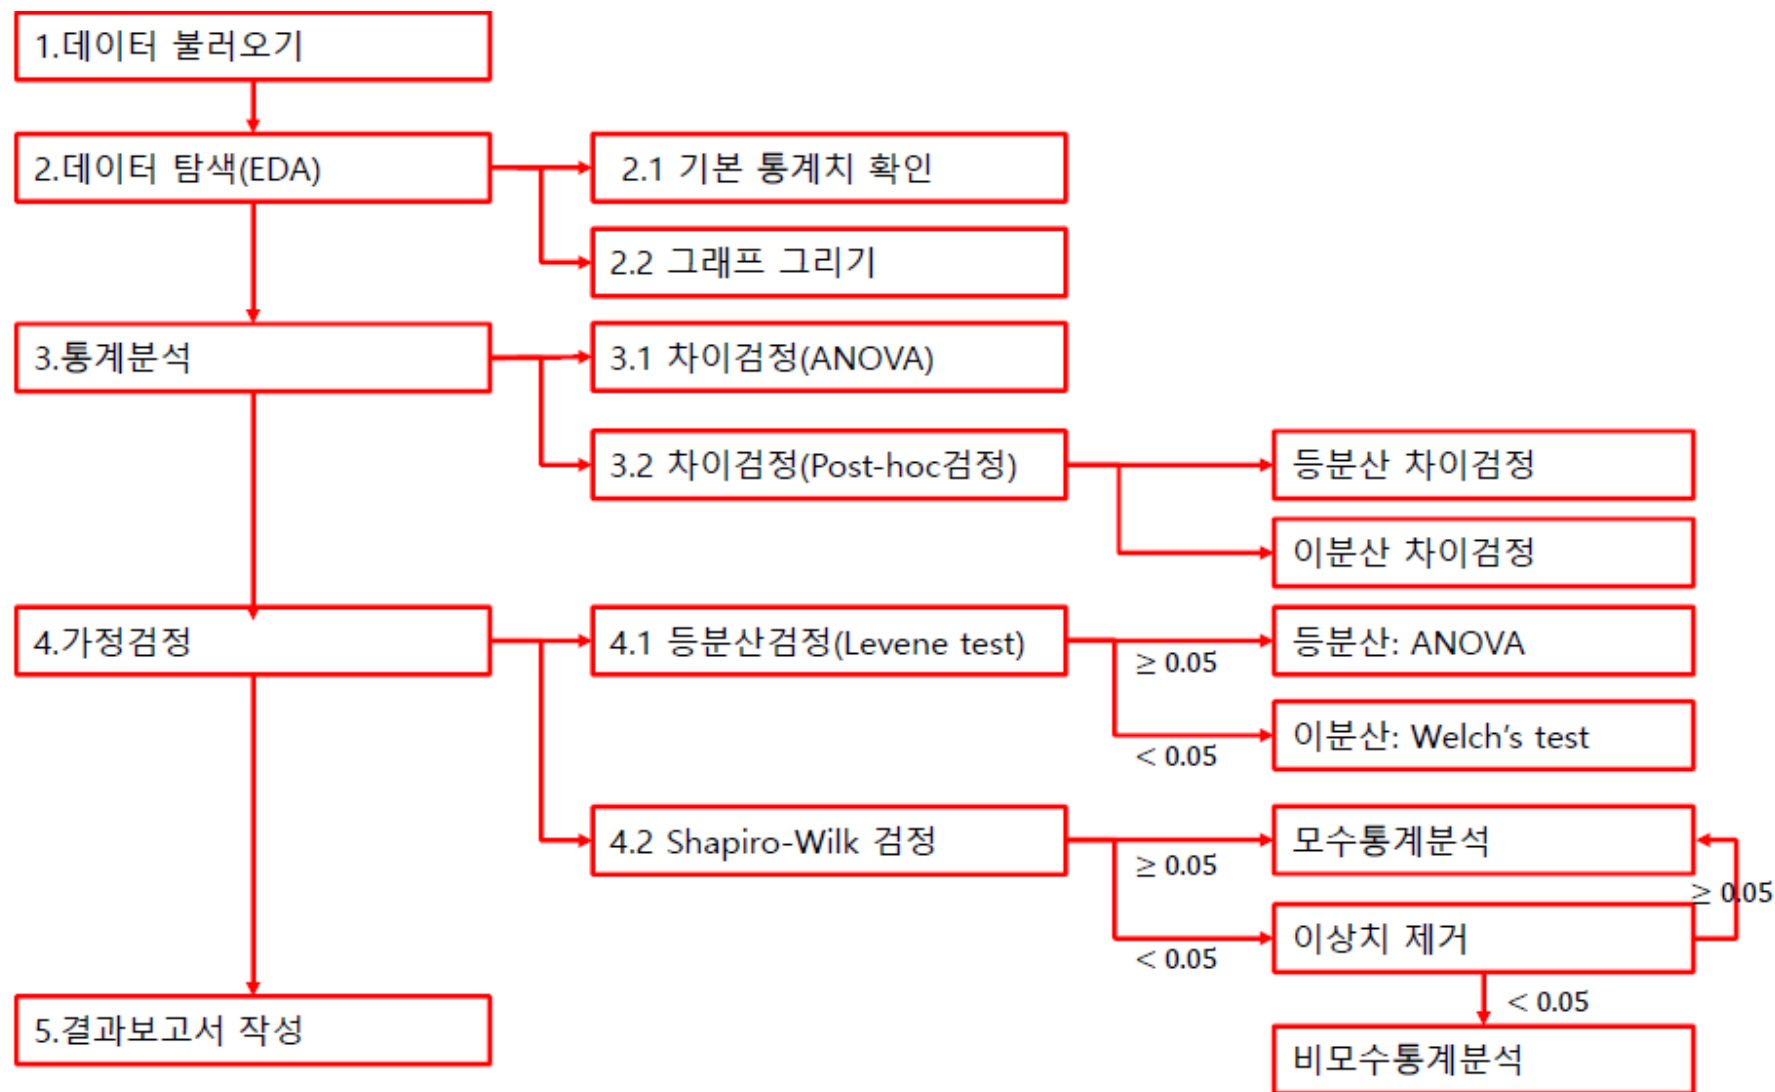 1.데이터 불러오기
2.데이터 탐색(EDA)
2.1 기본 통계치 확인
2.2 그래프 그리기
3.통계분석
3.1 차이검정(ANOVA)
3.2 차이검정(Post-hoc검정)
등분산 차이검정
이분산 차이검정
4.가정검정
4.1 등분산검정(Levene test)
≥ 0.05
등분산: ANOVA
< 0.05
이분산: Welch's test
4.2 Shapiro-Wilk 검정
≥ 0.05
모수통계분석
≥ 0.05
< 0.05
이상치 제거
< 0.05
5.결과보고서 작성
비모수통계분석